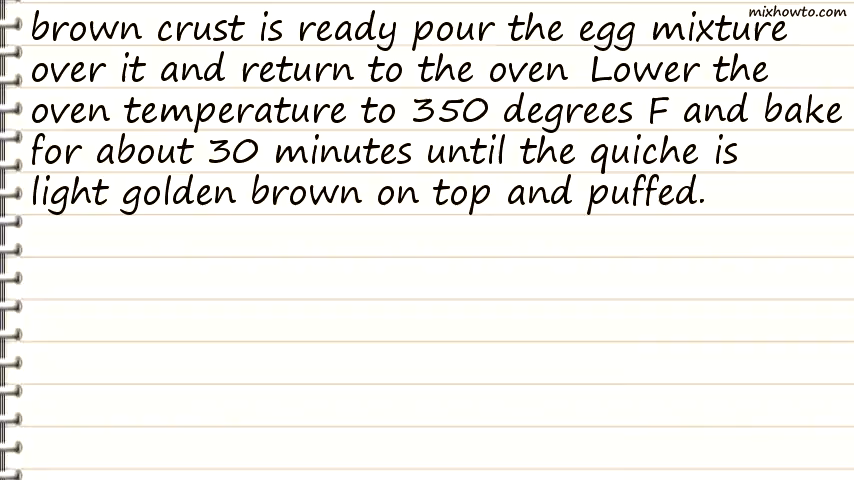 mixhowto.com
brown crust is ready pour the egg mixture
over it and return to the oven Lower the
oven temperature to 350 degrees F and bake
for about 30 minutes until the quiche is
light golden brown on top and puffed.